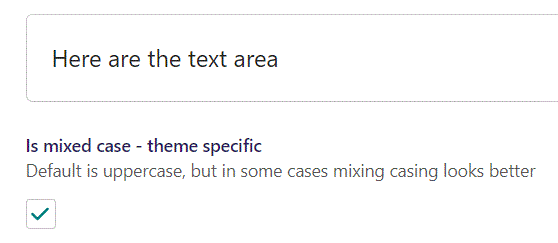 Here are the text area
Is mixed case - theme specific
Default is uppercase, but in some cases mixing casing looks better